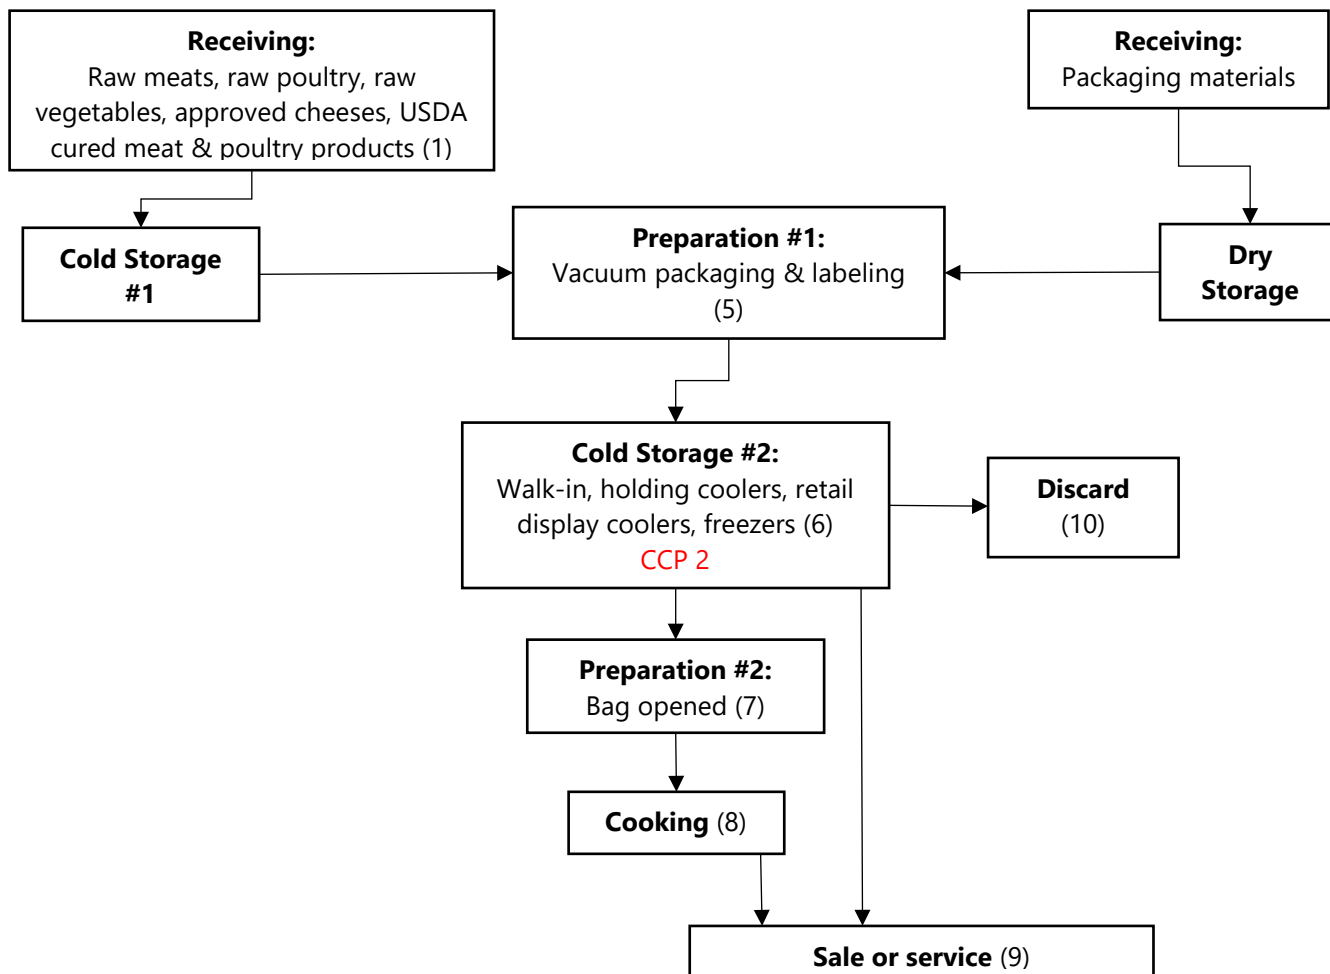 Receiving:
Raw meats, raw poultry, raw
vegetables, approved cheeses, USDA
cured meat & poultry products (1)
Receiving:
Packaging materials
Cold Storage
#1
Preparation #1:
Vacuum packaging & labeling
(5)
Dry
Storage
Cold Storage #2:
Walk-in, holding coolers, retail
display coolers, freezers (6)
CCP 2
Discard
(10)
Preparation #2:
Bag opened (7)
Cooking (8)
Sale or service (9)